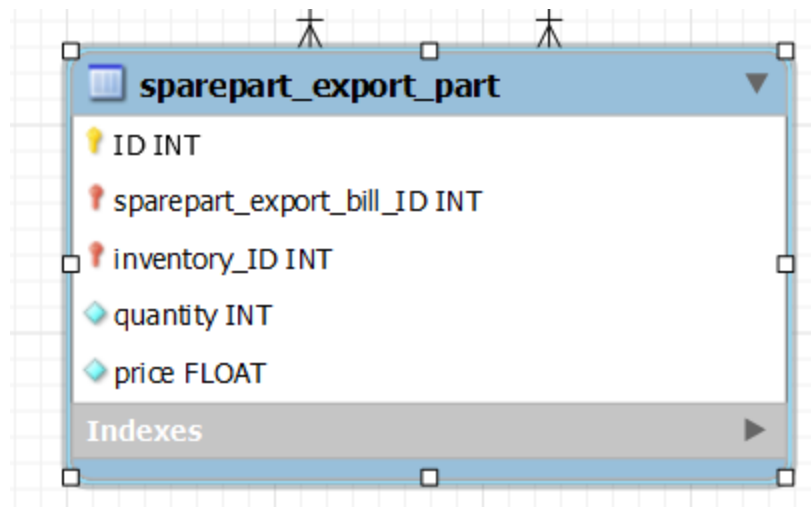 sparepart_export_part
ID INT
sparepart_export_bill_ID INT
inventory_ID INT
quantity INT
price FLOAT
Indexes